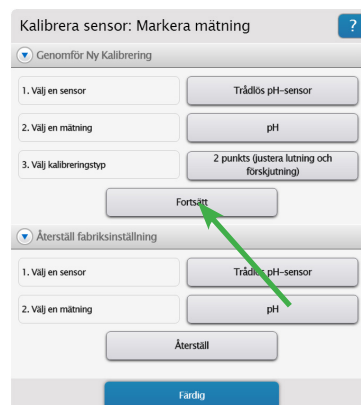 Kalibrera sensor: Markera mätning
?
Genomför Ny Kalibrering
1. Välj en sensor
Trådlös pH-sensor
2. Välj en mätning
pH
3. Välj kalibreringstyp
2 punkts (justera lutning och
förskjutning)
Fortsätt
Återställ fabriksinställning
1. Välj en sensor
Trådlös pH-sensor
2. Välj en mätning
pH
Återställ
Färdig